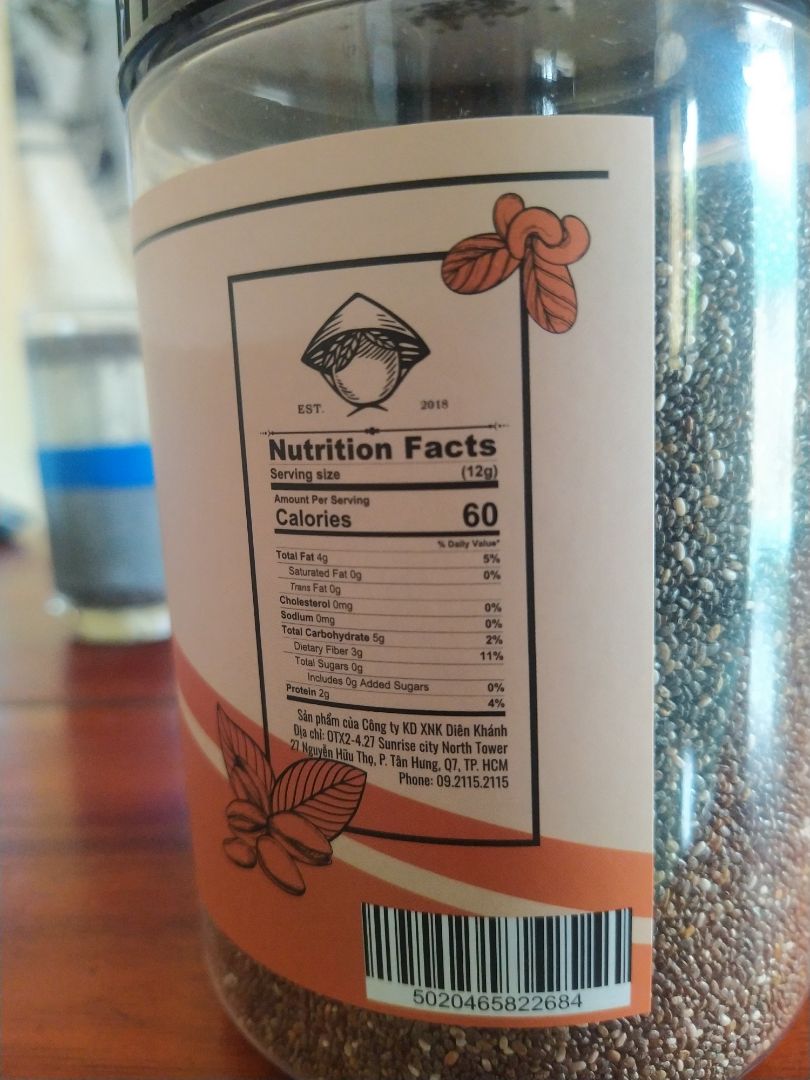 EST. 2018
Nutrition Facts
Serving size (12g)
Amount Per Serving
Calories 60
% Daily Value*
Total Fat 4g 5%
Saturated Fat 0g 0%
Trans Fat 0g
Cholesterol 0mg 0%
Sodium 0mg 0%
Total Carbohydrate 5g 2%
Dietary Fiber 3g 11%
Total Sugars 0g
Includes 0g Added Sugars 0%
Protein 2g 4%
Sản phẩm của Công ty KD XNK Diên Khánh
Địa chỉ: OTX2-4.27 Sunrise city North Tower
27 Nguyễn Hữu Thọ, P. Tân Hưng, Q7, TP. HCM
Phone: 09.2115.2115
5020465822684